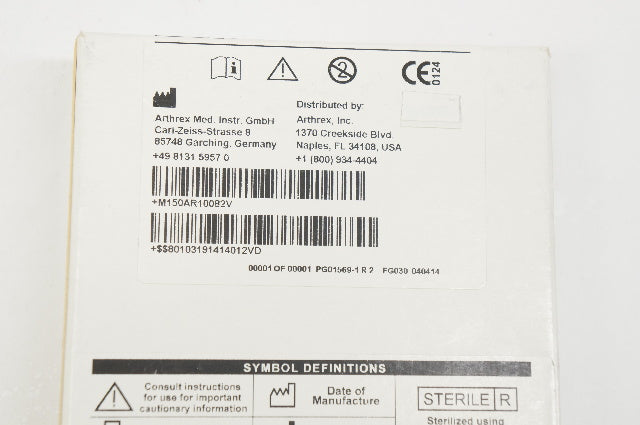 CE 0124
Arthrex Med. Instr. GmbH
Carl-Zeiss-Strasse 8
85748 Garching, Germany
+49 8131 5957 0
Distributed by:
Arthrex, Inc.
1370 Creekside Blvd.
Naples, FL 34108, USA
+1 (800) 934-4404
+M150AR10082V
+$$80103191414012VD
00001 OF 00001 PG01569-1 R 2 FG030 040414
SYMBOL DEFINITIONS
Consult instructions
for use for important
cautionary information
Date of
Manufacture
STERILE R
Sterilized using